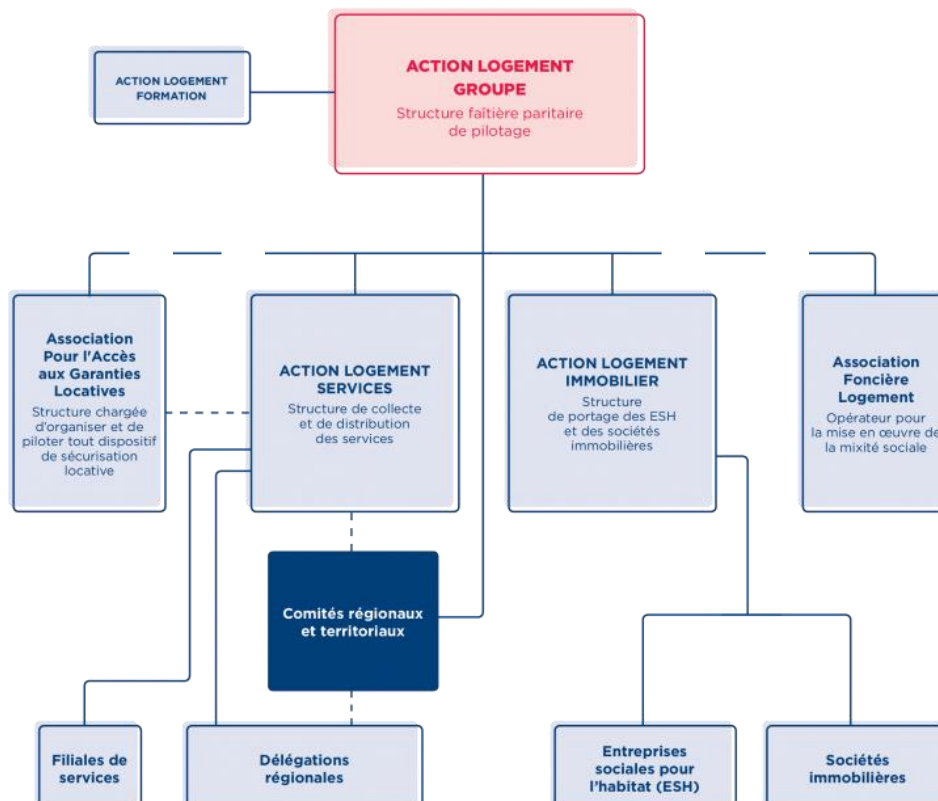 ACTION LOGEMENT
FORMATION
ACTION LOGEMENT
GROUPE
Structure faîtière paritaire
de pilotage
Association
Pour l'Accès
aux Garanties
Locatives
Structure chargée
d'organiser et de
piloter tout dispositif
de sécurisation
locative
ACTION LOGEMENT
SERVICES
Structure de collecte
et de distribution
des services
ACTION LOGEMENT
IMMOBILIER
Structure
de portage des ESH
et des sociétés
immobilières
Association
Foncière
Logement
Opérateur pour
la mise en œuvre de
la mixité sociale
Comités régionaux
et territoriaux
Filiales de
services
Délégations
régionales
Entreprises
sociales pour
l'habitat (ESH)
Sociétés
immobilières